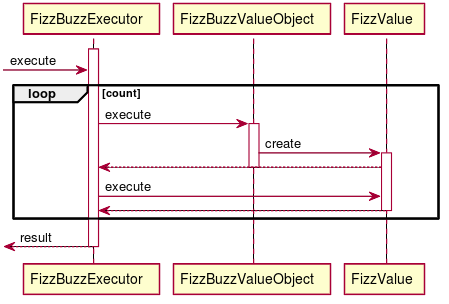 FizzBuzzExecutor
FizzBuzzValueObject
FizzValue
execute
loop
[count]
execute
create
execute
result
FizzBuzzExecutor
FizzBuzzValueObject
FizzValue